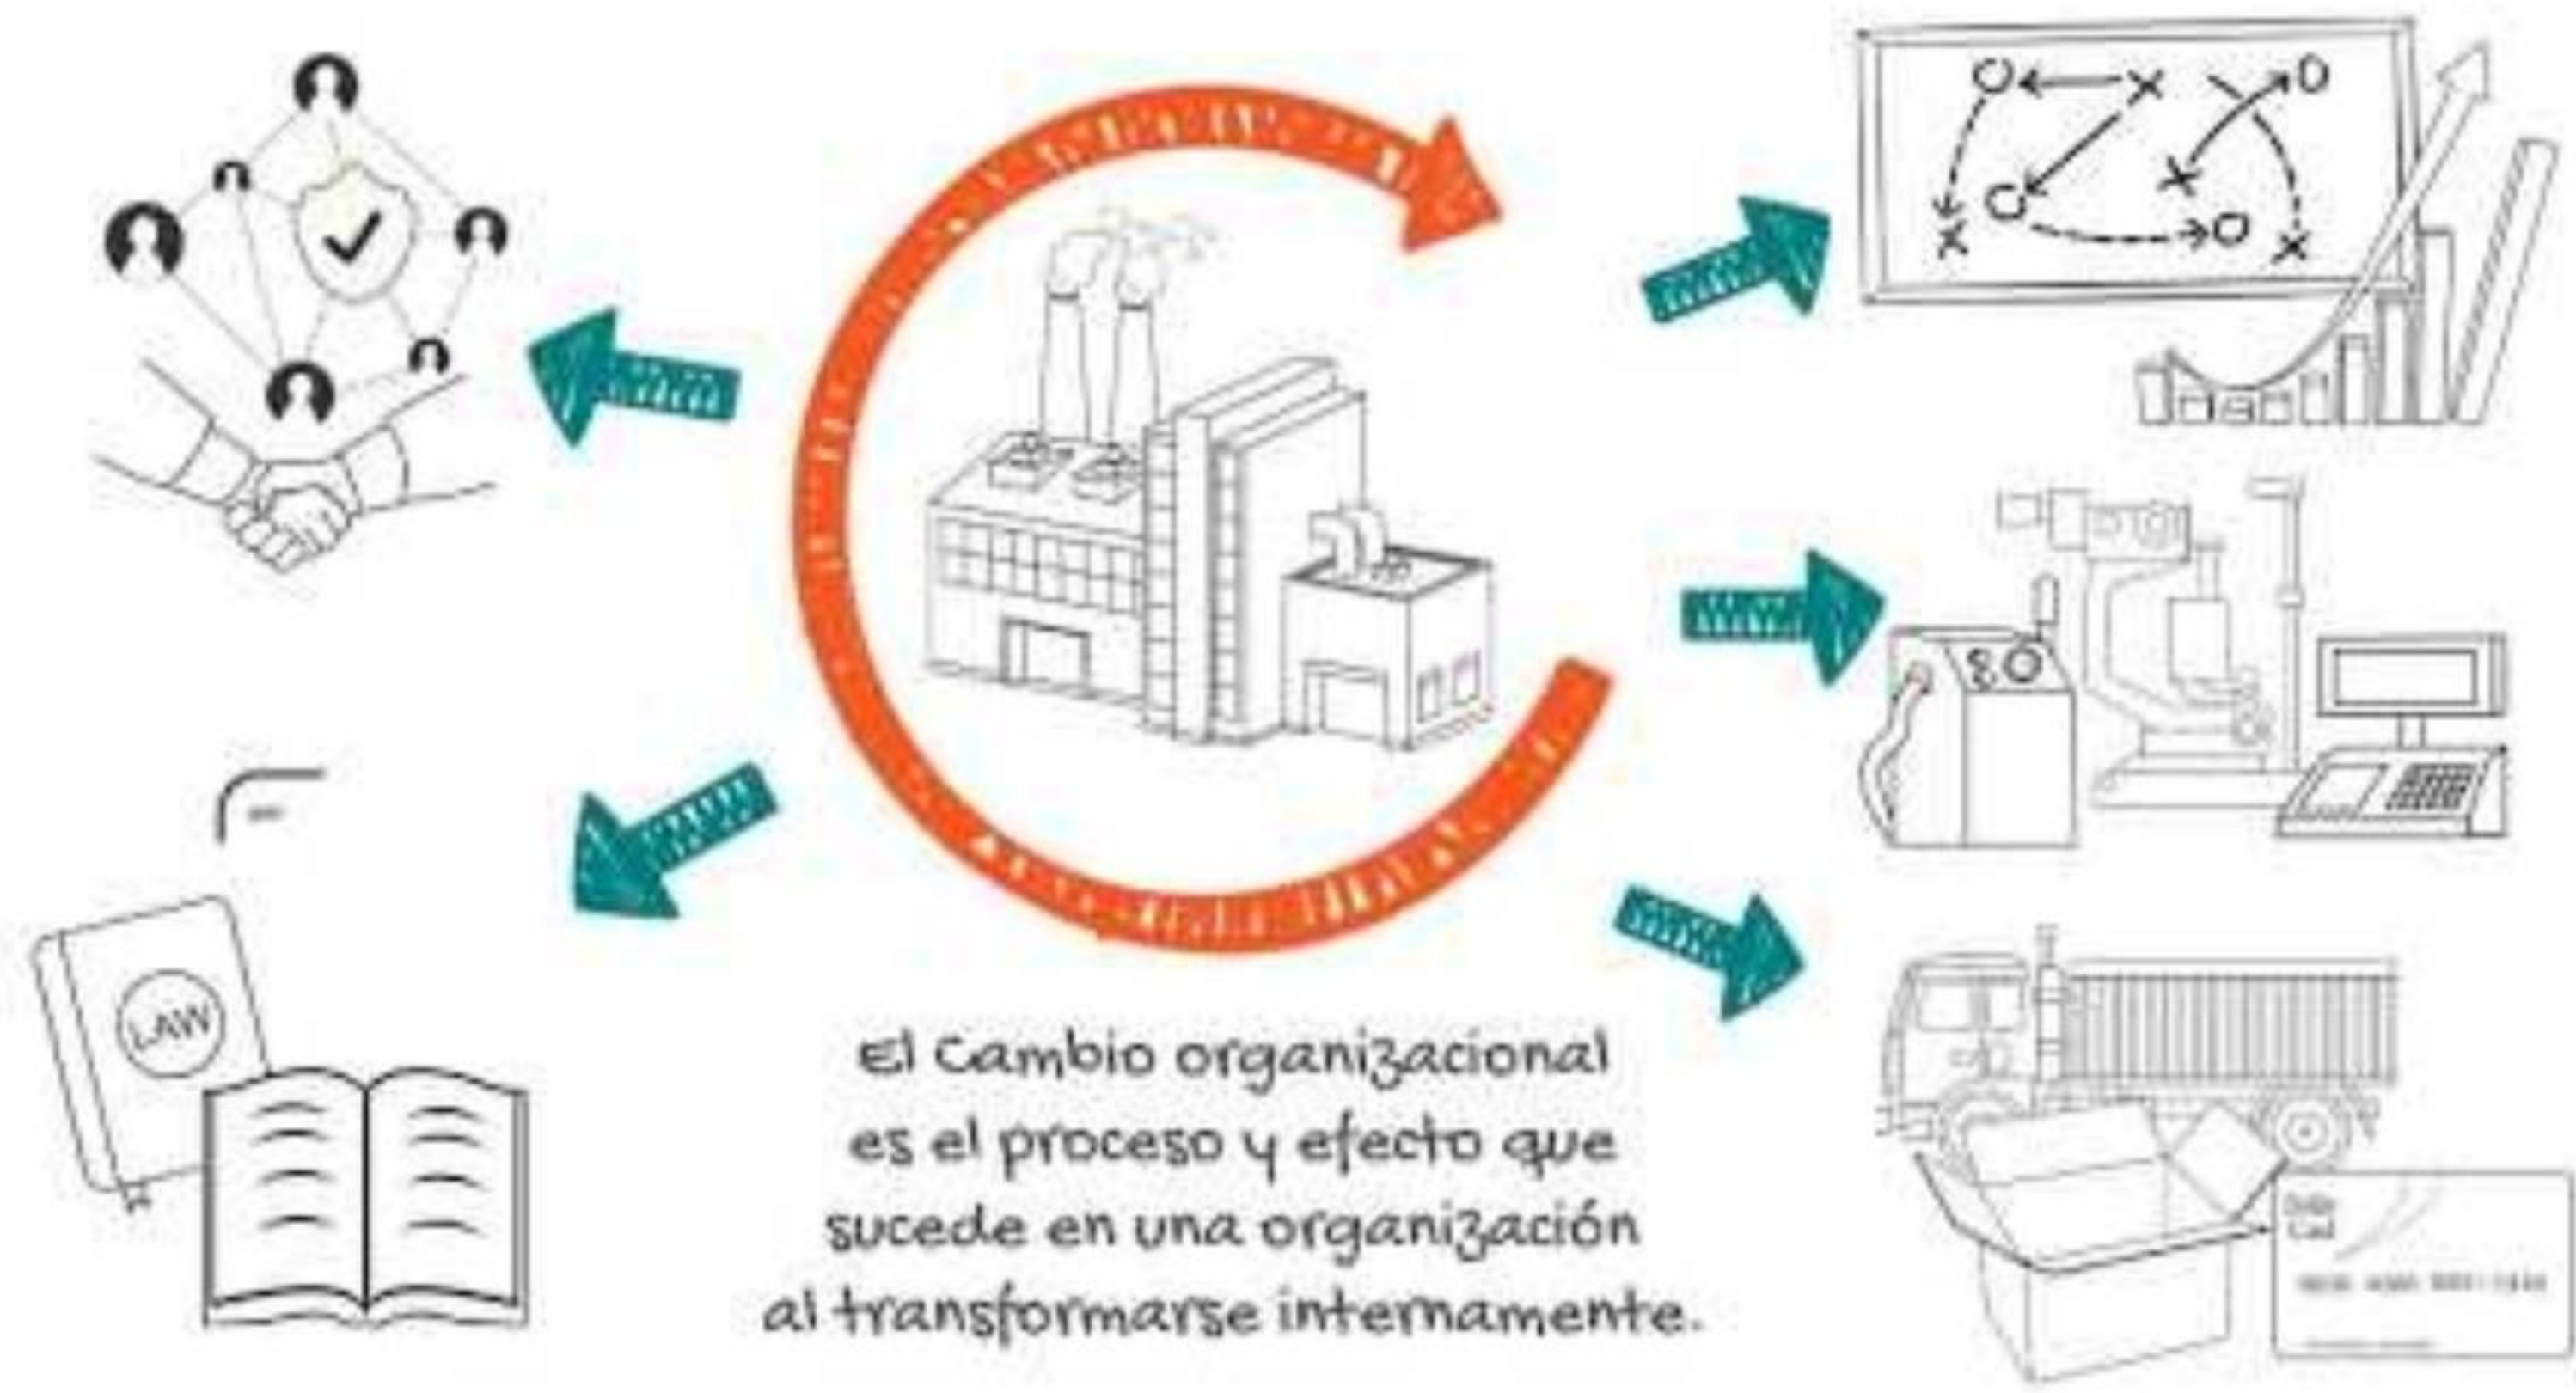 LAW
El Cambio organizacional
es el proceso y efecto que
sucede en una organización
al transformarse internamente.